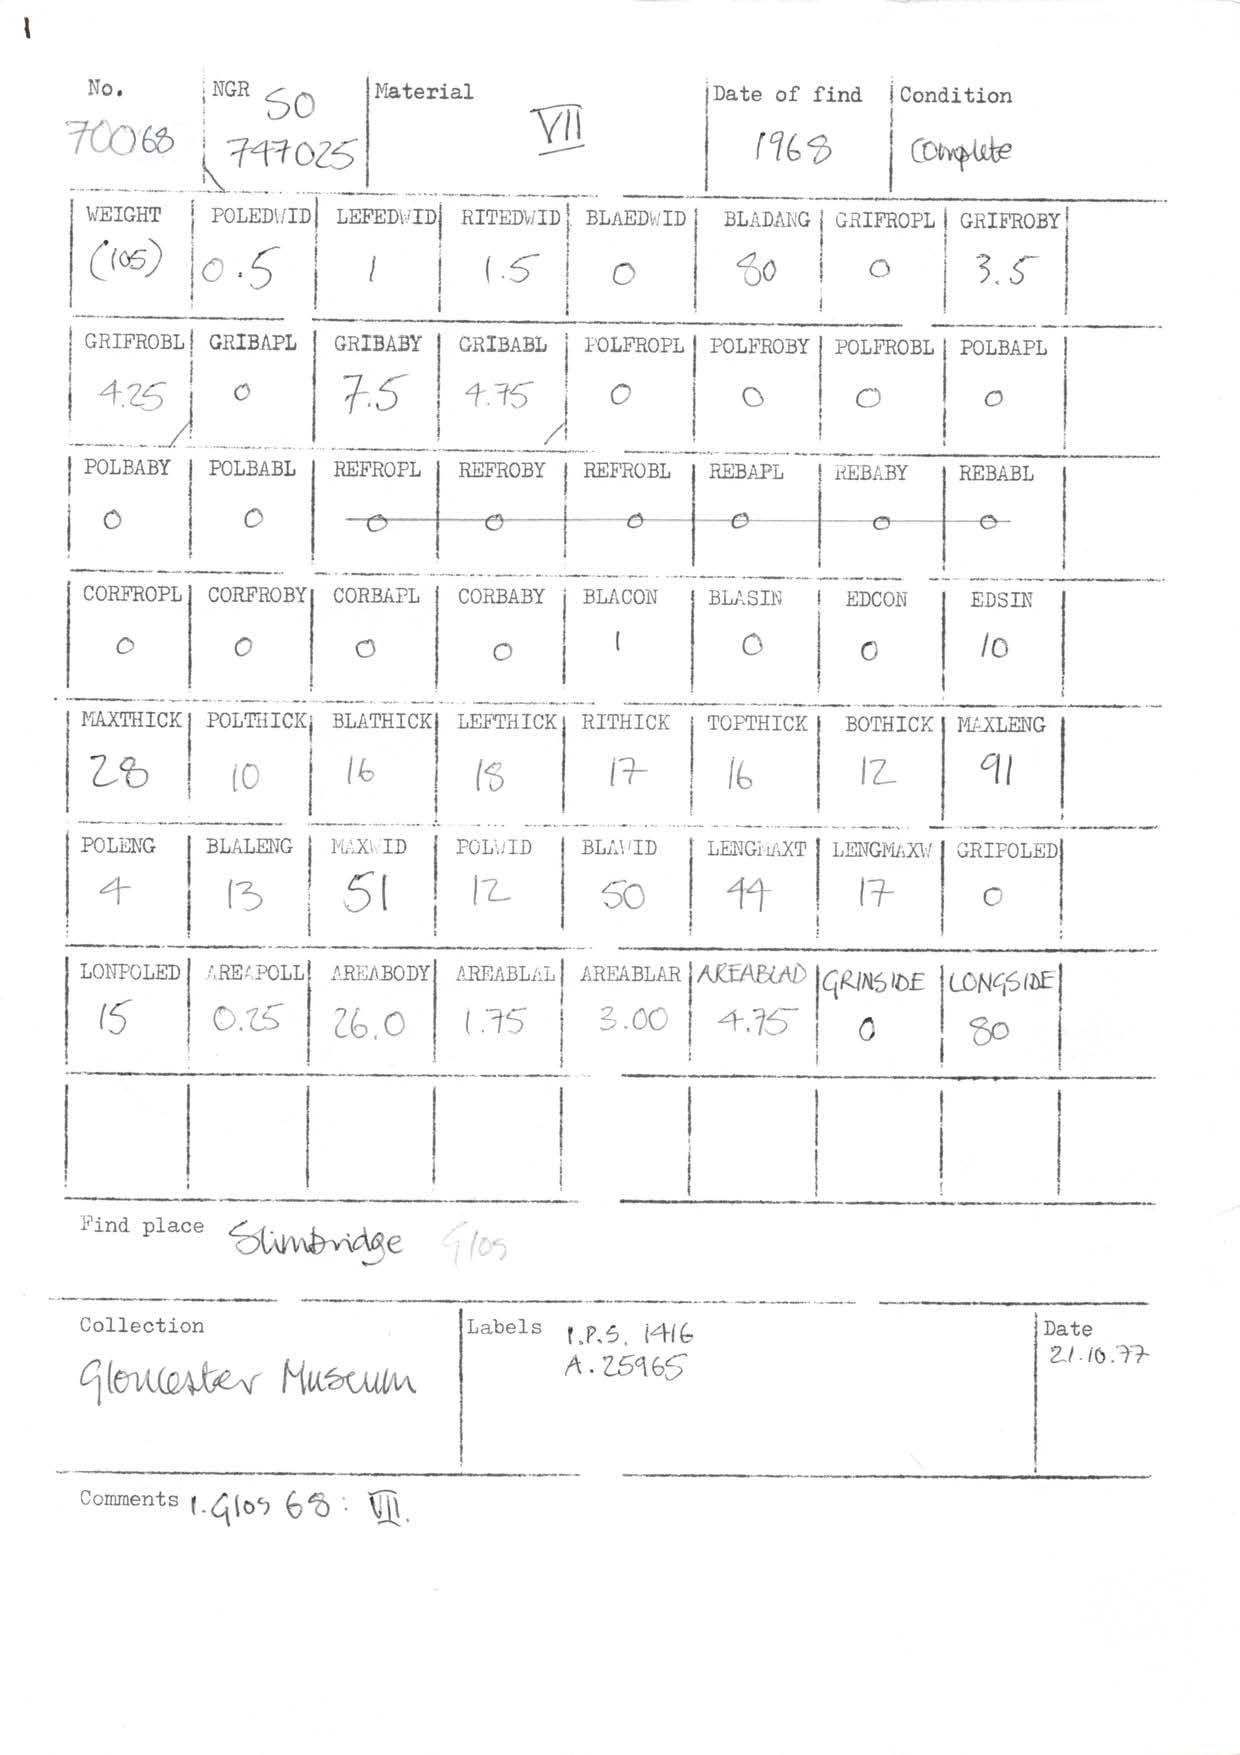 1
No. NGR SO Material VII Date of find Condition
70068 747025 1968 Complete
WEIGHT POLEDWID LEFEDWID RITEDWID BLAEDWID BLADANG GRIFROPL GRIFROBY
(105) 0.5 1 1.5 0 80 0 3.5
GRIFROBL GRIBAPL GRIBABY GRIBABL POLFROPL POLFROBY POLFROBL POLBAPL
4.25 0 7.5 4.75 0 0 0 0
POLBABY POLBABL REFROPL REFROBY REFROBL REBAPL REBABY REBABL
0 0 0 0 0 0 0 0
CORFROPL CORFROBY CORBAPL CORBABY BLACON BLASIN EDCON EDSIN
0 0 0 0 1 0 0 10
MAXTHICK POLTHICK BLATHICK LEFTHICK RITHICK TOPTHICK BOTHICK MAXLENG
28 10 16 18 17 16 12 91
POLENG BLALENG MAXWID POLWID BLAWID LENGMAXT LENGMAXW GRIPOLED
4 13 51 12 50 44 17 0
LONPOLED AREAPOLL AREABODY AREABLAL AREABLAR AREABLAD GRINSIDE LONGSIDE
15 0.25 26.0 1.75 3.00 4.75 0 80
Find place Slimbridge Glos
Collection Labels I.P.S. 1416 Date
Gloucester Museum A.25965 21.10.77
Comments 1. Glos 68: VII.